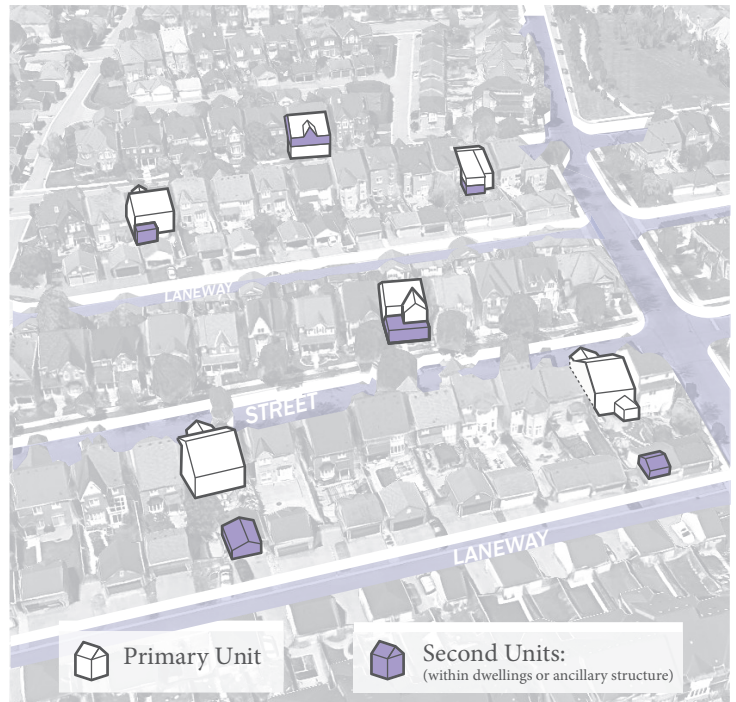 LANEWAY
STREET
LANEWAY
Primary Unit
Second Units:
(within dwellings or ancillary structure)